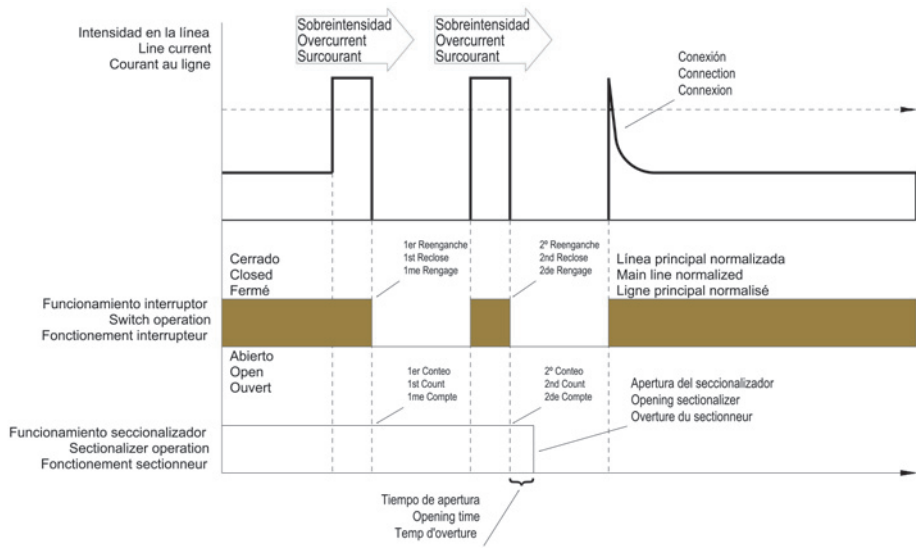 Intensidad en la línea
Line current
Courant au ligne
Sobreintensidad
Overcurrent
Surcourant
Sobreintensidad
Overcurrent
Surcourant
Conexión
Connection
Connexion
Cerrado
Closed
Fermé
1er Reenganche
1st Reclose
1me Rengage
2º Reenganche
2nd Reclose
2de Rengage
Línea principal normalizada
Main line normalized
Ligne principal normalisé
Funcionamiento interruptor
Switch operation
Fonctionement interrupteur
Abierto
Open
Ouvert
1er Conteo
1st Count
1me Compte
2º Conteo
2nd Count
2de Compte
Apertura del seccionalizador
Opening sectionalizer
Overture du sectionneur
Funcionamiento seccionalizador
Sectionalizer operation
Fonctionement sectionneur
Tiempo de apertura
Opening time
Temp d'overture